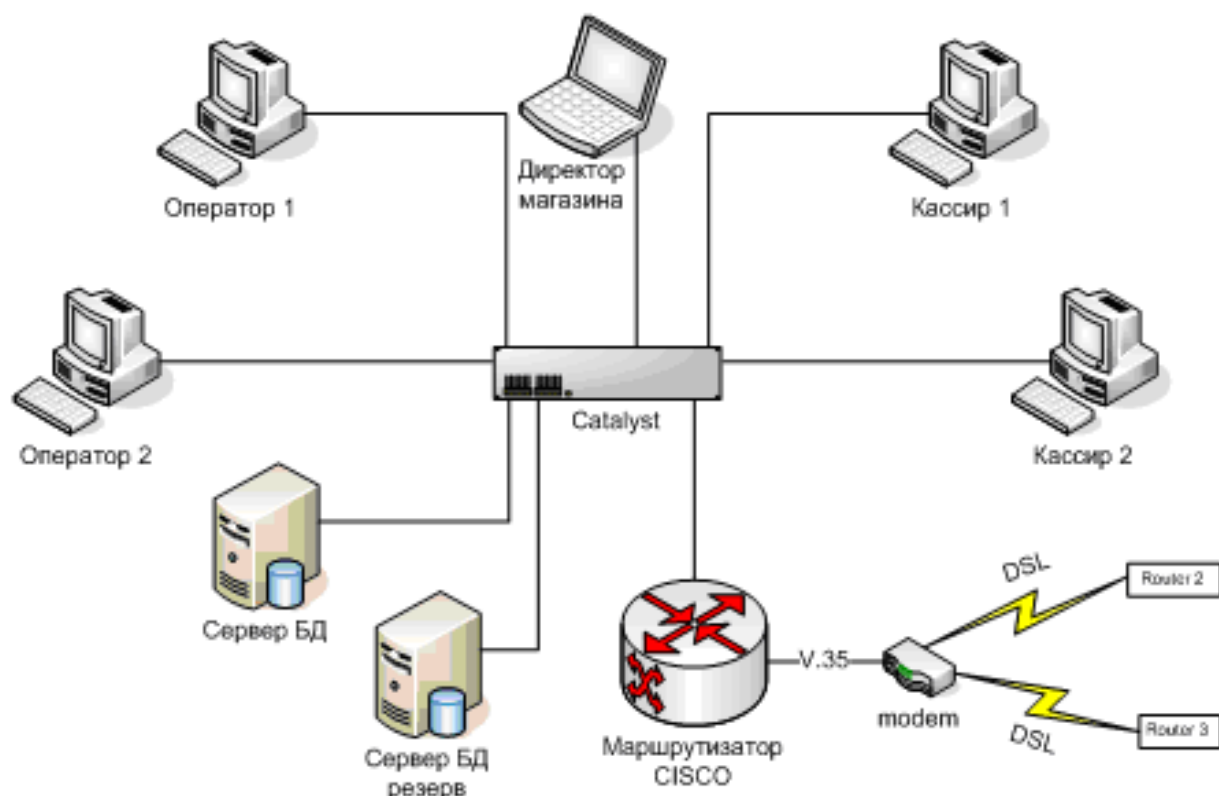 Оператор 1
Директор
магазина
Кассир 1
Оператор 2
Catalyst
Кассир 2
Сервер БД
DSL
Router 2
V.35
modem
Router 3
DSL
Сервер БД
резерв
Маршрутизатор
CISCO